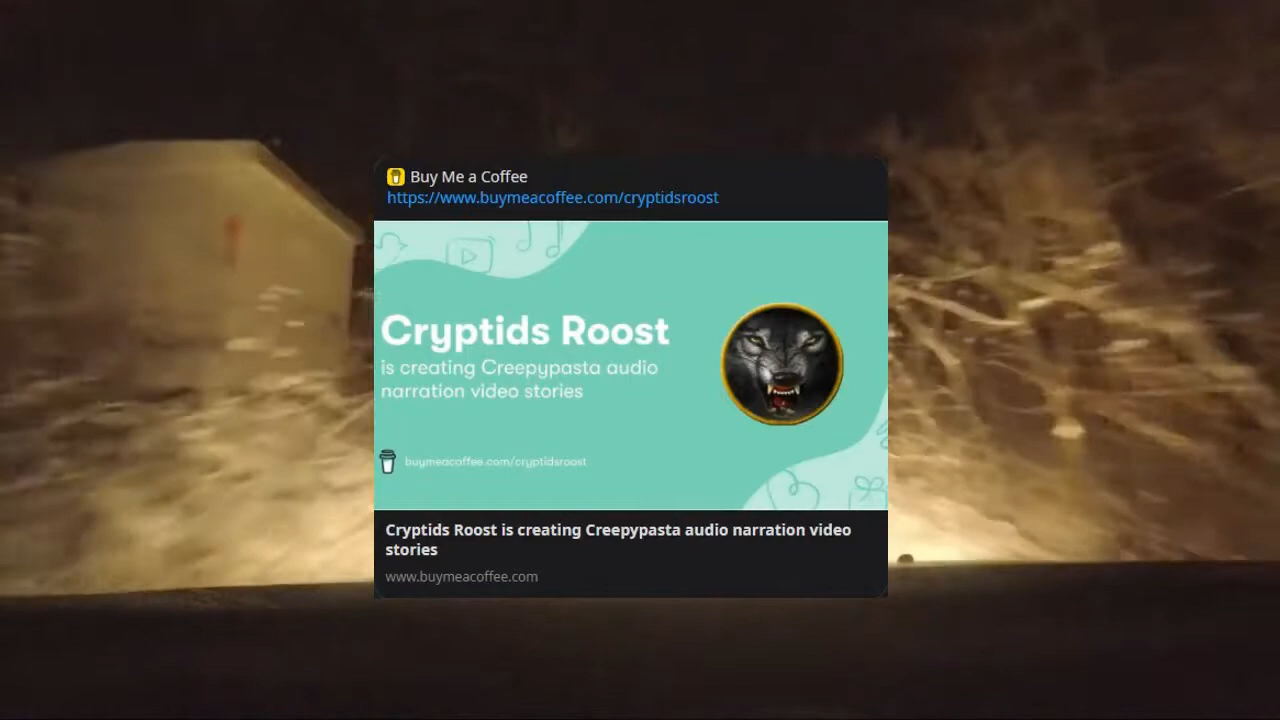 Buy Me a Coffee
https://www.buymeacoffee.com/cryptidsroost
Cryptids Roost
is creating Creepypasta audio
narration video stories
buymeacoffee.com/cryptidsroost
Cryptids Roost is creating Creepypasta audio narration video
stories
www.buymeacoffee.com